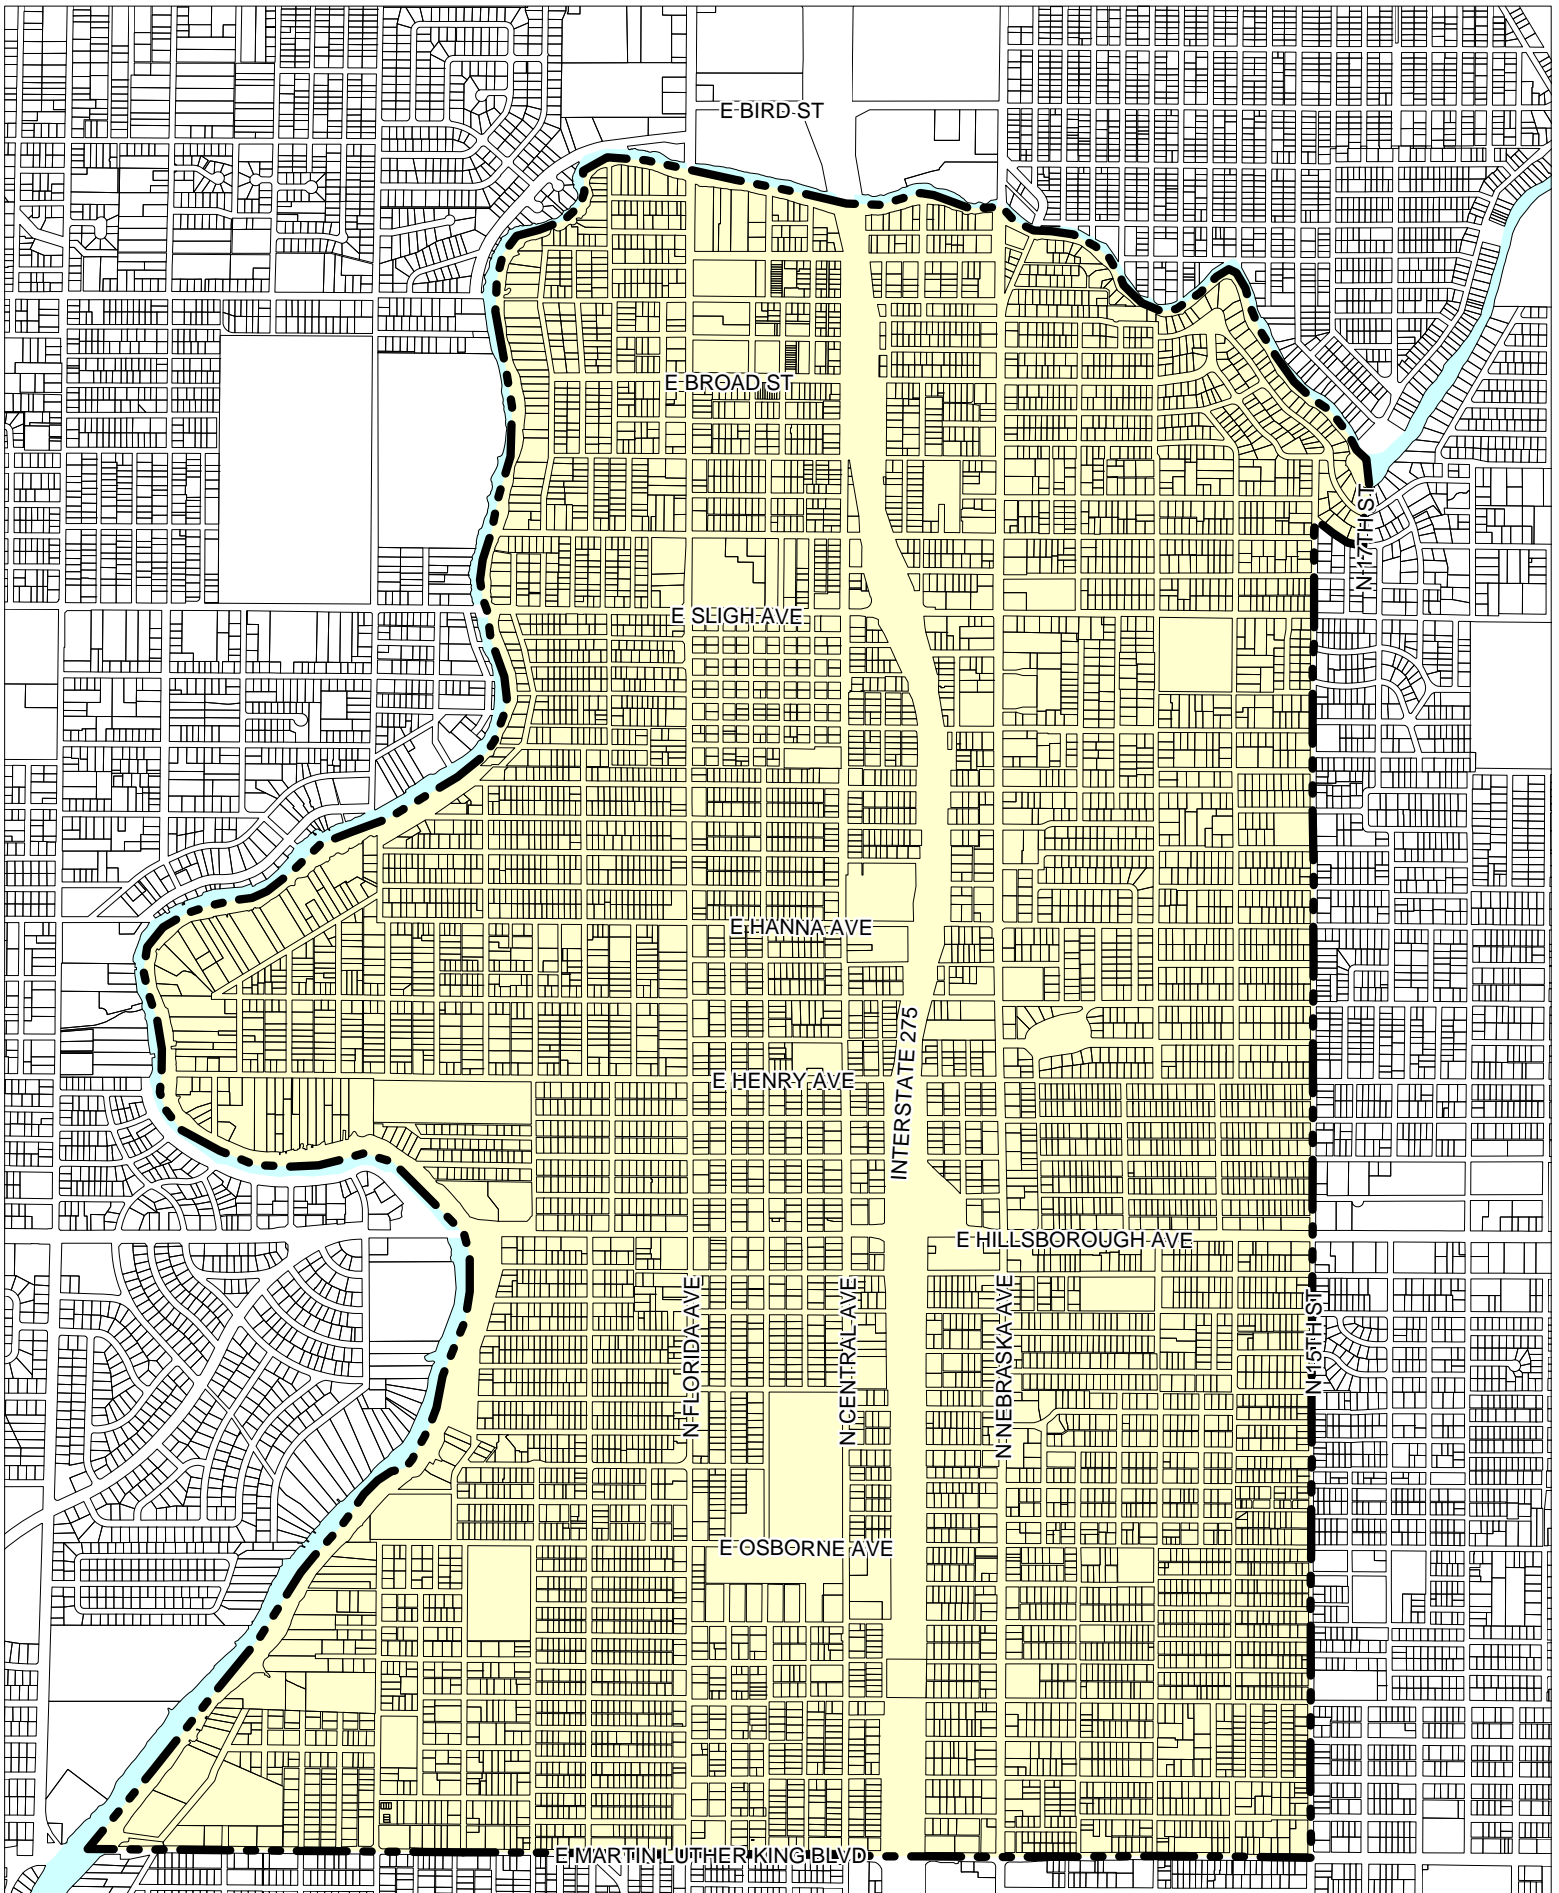 E BIRD ST
E BROAD ST
N 17TH ST
E SLIGH AVE
E HANNA AVE
INTERSTATE 275
E HENRY AVE
E HILLSBOROUGH AVE
N FLORIDA AVE
N CENTRAL AVE
N NEBRASKA AVE
N 15TH ST
E OSBORNE AVE
E MARTIN LUTHER KING BLVD